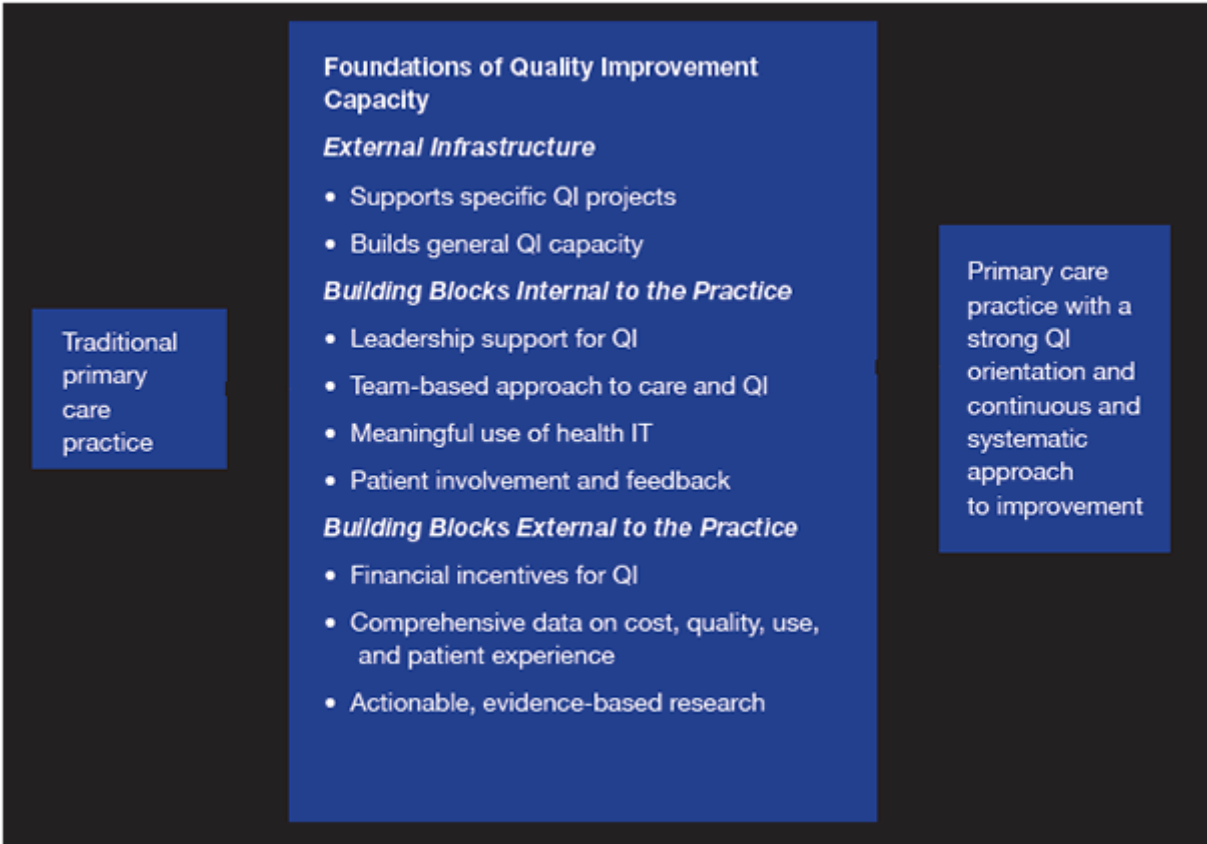 Traditional
primary
care
practice
Foundations of Quality Improvement
Capacity
External Infrastructure
• Supports specific QI projects
• Builds general QI capacity
Building Blocks Internal to the Practice
• Leadership support for QI
• Team-based approach to care and QI
• Meaningful use of health IT
• Patient involvement and feedback
Building Blocks External to the Practice
• Financial incentives for QI
• Comprehensive data on cost, quality, use,
and patient experience
• Actionable, evidence-based research
Primary care
practice with a
strong QI
orientation and
continuous and
systematic
approach
to improvement